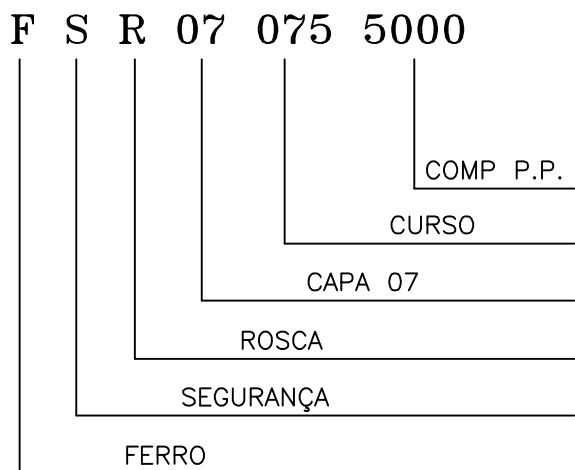 F S R 07 075 5000
COMP P.P.
CURSO
CAPA 07
ROSCA
SEGURANÇA
FERRO